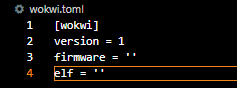 wokwi.toml
1 [wokwi]
2 version = 1
3 firmware = ''
4 elf = ''